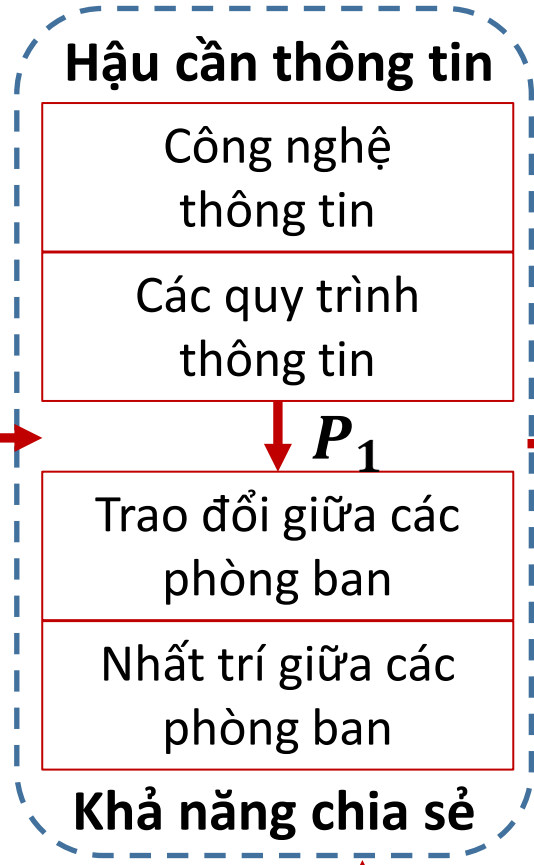 Hậu cần thông tin
Công nghệ
thông tin
Các quy trình
thông tin
P₁
Trao đổi giữa các
phòng ban
Nhất trí giữa các
phòng ban
Khả năng chia sẻ